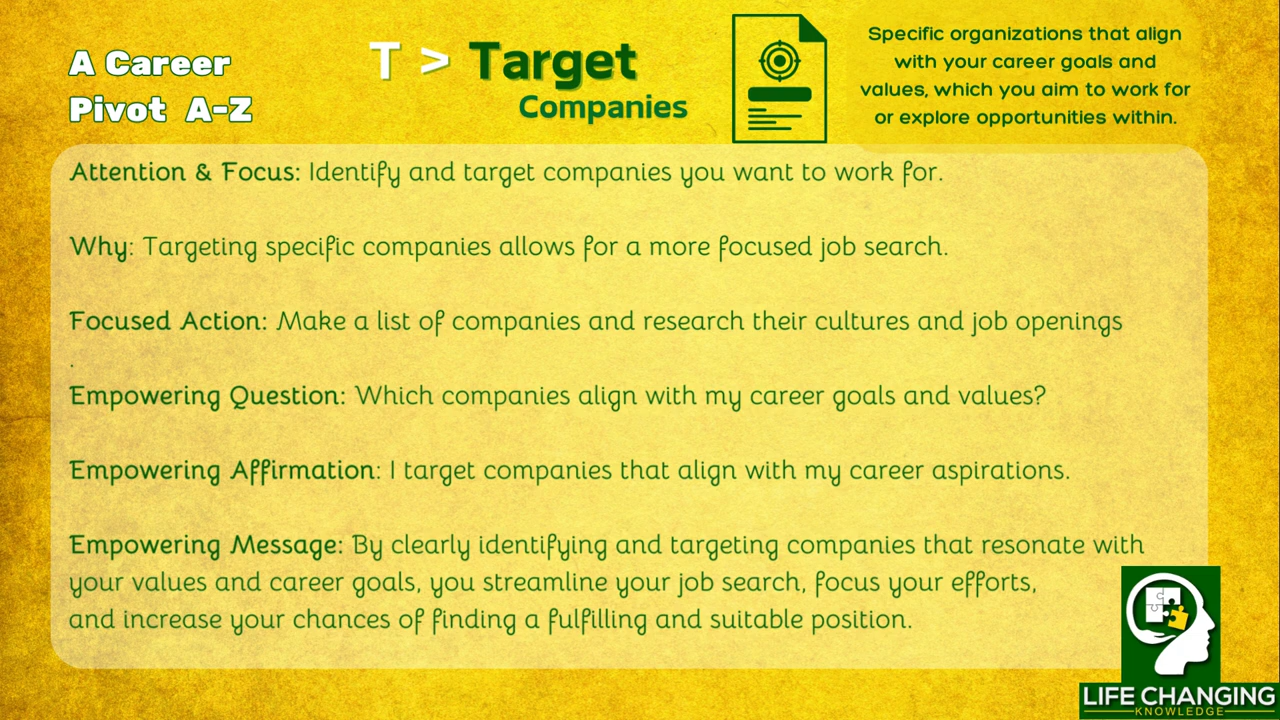 A Career
Pivot A-Z
T > Target
Companies
Specific organizations that align
with your career goals and
values, which you aim to work for
or explore opportunities within.
Attention & Focus: Identify and target companies you want to work for.
Why: Targeting specific companies allows for a more focused job search.
Focused Action: Make a list of companies and research their cultures and job openings
.
Empowering Question: Which companies align with my career goals and values?
Empowering Affirmation: I target companies that align with my career aspirations.
Empowering Message: By clearly identifying and targeting companies that resonate with
your values and career goals, you streamline your job search, focus your efforts,
and increase your chances of finding a fulfilling and suitable position.
LIFE CHANGING
KNOWLEDGE